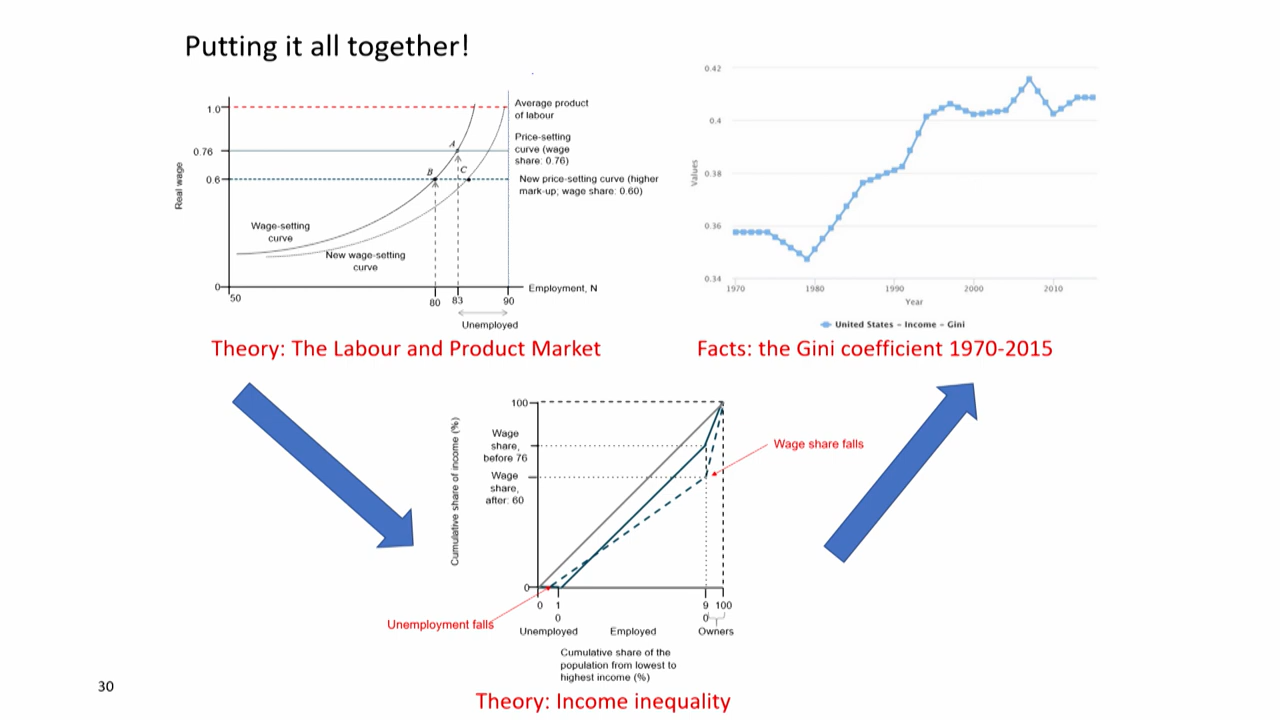 Putting it all together!
1.0
0.76
0.6
0
Real wage
Average product
of labour
Price-setting
curve (wage
share: 0.76)
New price-setting curve (higher
mark-up; wage share: 0.60)
A
B
C
Wage-setting
curve
New wage-setting
curve
Employment, N
50
80
83
90
Unemployed
Theory: The Labour and Product Market
0.42
0.4
0.38
0.36
0.34
Values
1970
1980
1990
2000
2010
Year
United States – Income – Gini
Facts: the Gini coefficient 1970-2015
100
Wage
share,
before 76
Wage
share,
after: 60
0
Cumulative share of income (%)
Wage share falls
Unemployment falls
0
1
0
9
0
100
Unemployed
Employed
Owners
Cumulative share of the
population from lowest to
highest income (%)
Theory: Income inequality
30